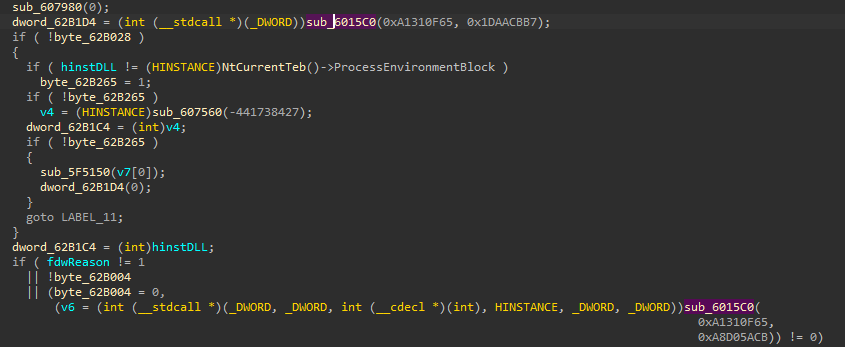 sub_607980(0);
dword_62B1D4 = (int (__stdcall *)(_DWORD))sub_6015C0(0xA1310F65, 0x1DAACBB7);
if ( !byte_62B028 )
{
if ( hinstDLL != (HINSTANCE)NtCurrentTeb()->ProcessEnvironmentBlock )
byte_62B265 = 1;
if ( !byte_62B265 )
v4 = (HINSTANCE)sub_607560(-441738427);
dword_62B1C4 = (int)v4;
if ( !byte_62B265 )
{
sub_5F5150(v7[0]);
dword_62B1D4(0);
}
goto LABEL_11;
}
dword_62B1C4 = (int)hinstDLL;
if ( fdwReason != 1
|| !byte_62B004
|| (byte_62B004 = 0,
(v6 = (int (__stdcall *)(_DWORD, _DWORD, int (__cdecl *)(int), HINSTANCE, _DWORD, _DWORD))sub_6015C0(
0xA1310F65,
0xA8D05ACB)) != 0)